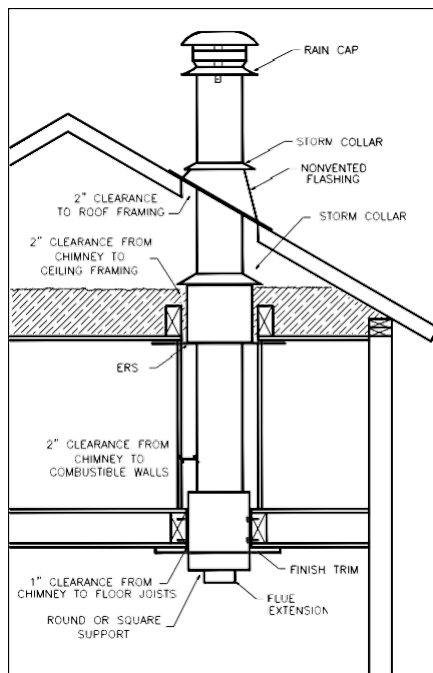 RAIN CAP
STORM COLLAR
NONVENTED
FLASHING
2" CLEARANCE
TO ROOF FRAMING
STORM COLLAR
2" CLEARANCE FROM
CHIMNEY TO
CEILING FRAMING
ERS
2" CLEARANCE FROM
CHIMNEY TO
COMBUSTIBLE WALLS
FINISH TRIM
1" CLEARANCE FROM
CHIMNEY TO FLOOR JOISTS
FLUE
EXTENSION
ROUND OR SQUARE
SUPPORT